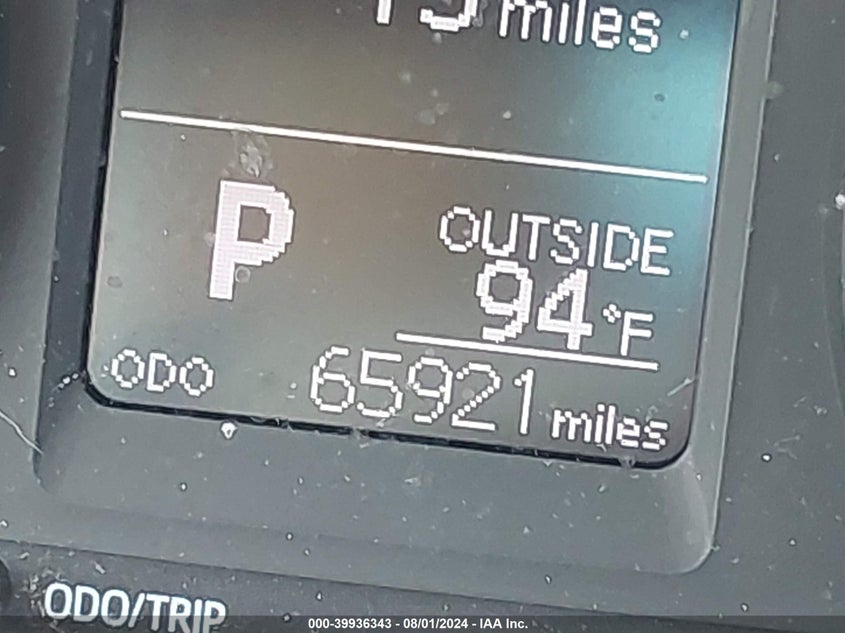 miles
P
OUTSIDE
94°F
ODO 65921 miles
ODO/TRIP
000-39936343 - 08/01/2024 - IAA Inc.